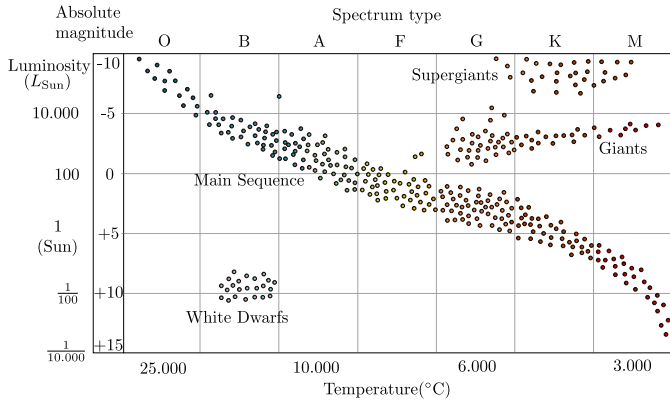 Absolute
magnitude
Spectrum type
O B A F G K M
Luminosity
(L_Sun)
-10
Supergiants
10.000
-5
Giants
100
0
Main Sequence
1
(Sun)
+5
1/100
+10
White Dwarfs
1/10.000
+15
25.000 10.000 6.000 3.000
Temperature(°C)